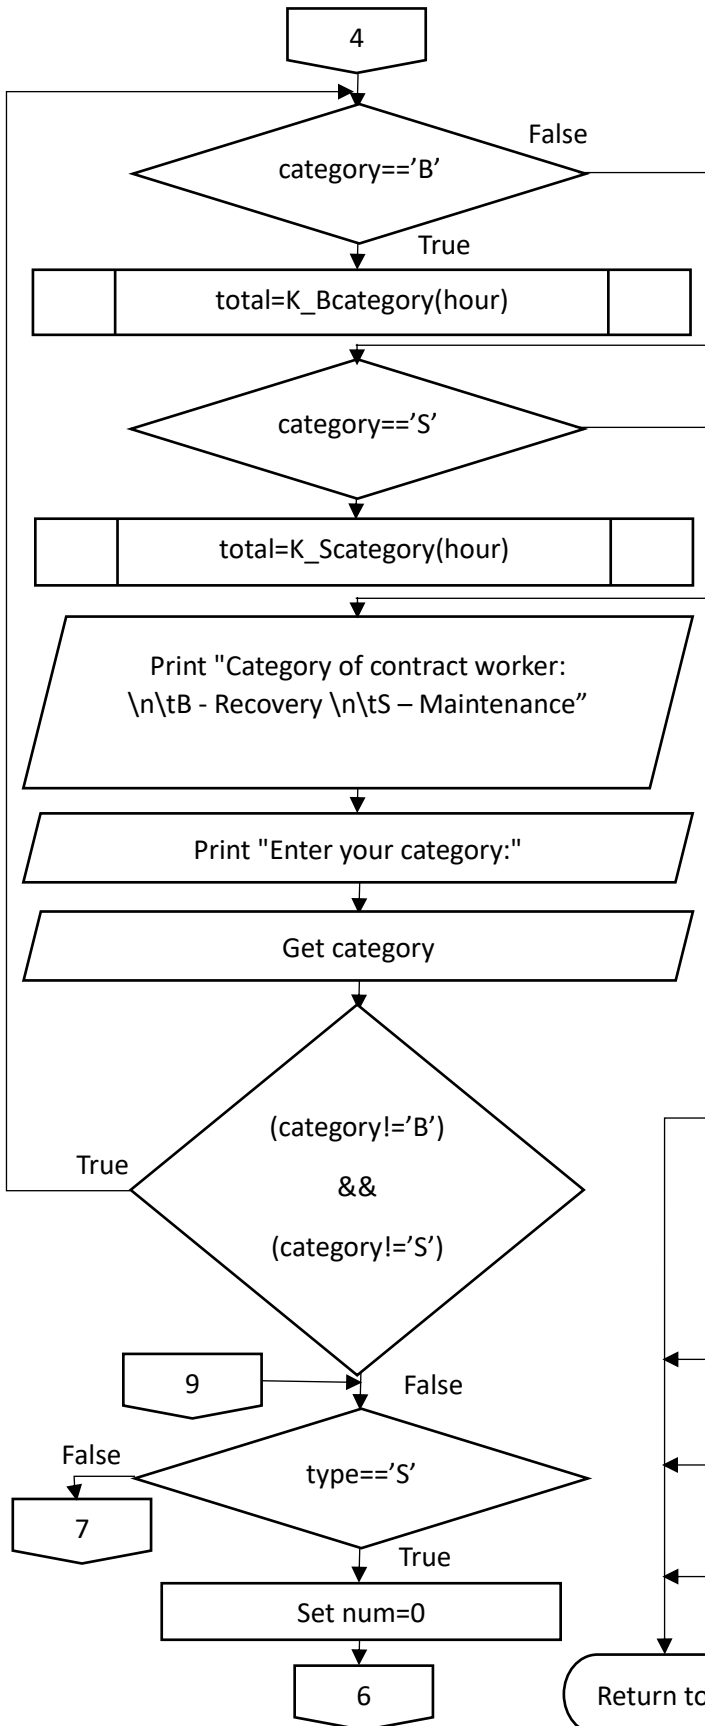 4
False
category==’B’
True
total=K_Bcategory(hour)
category==’S’
total=K_Scategory(hour)
Print "Category of contract worker:
\n\tB - Recovery \n\tS – Maintenance”
Print "Enter your category:"
Get category
(category!='B’)
True
&&
(category!=’S’)
9
False
False
type==’S’
7
True
Set num=0
6
Return to